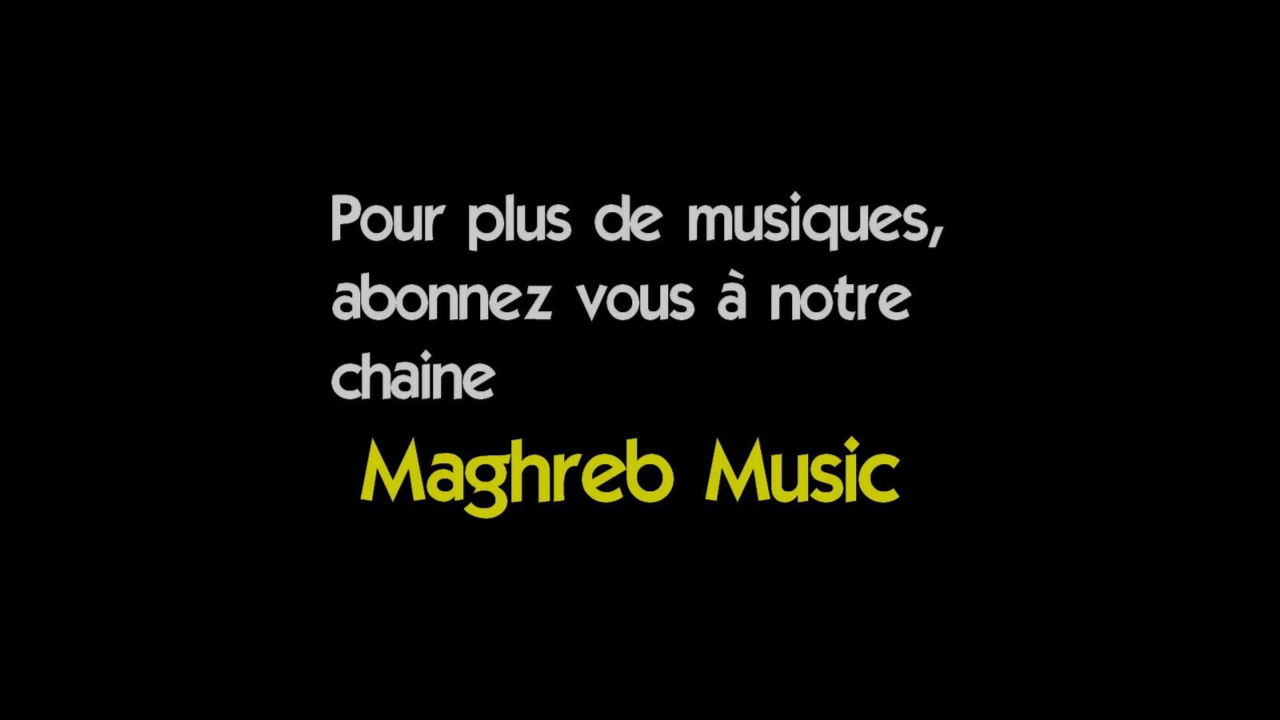 Pour plus de musiques,
abonnez vous à notre
chaine
Maghreb Music